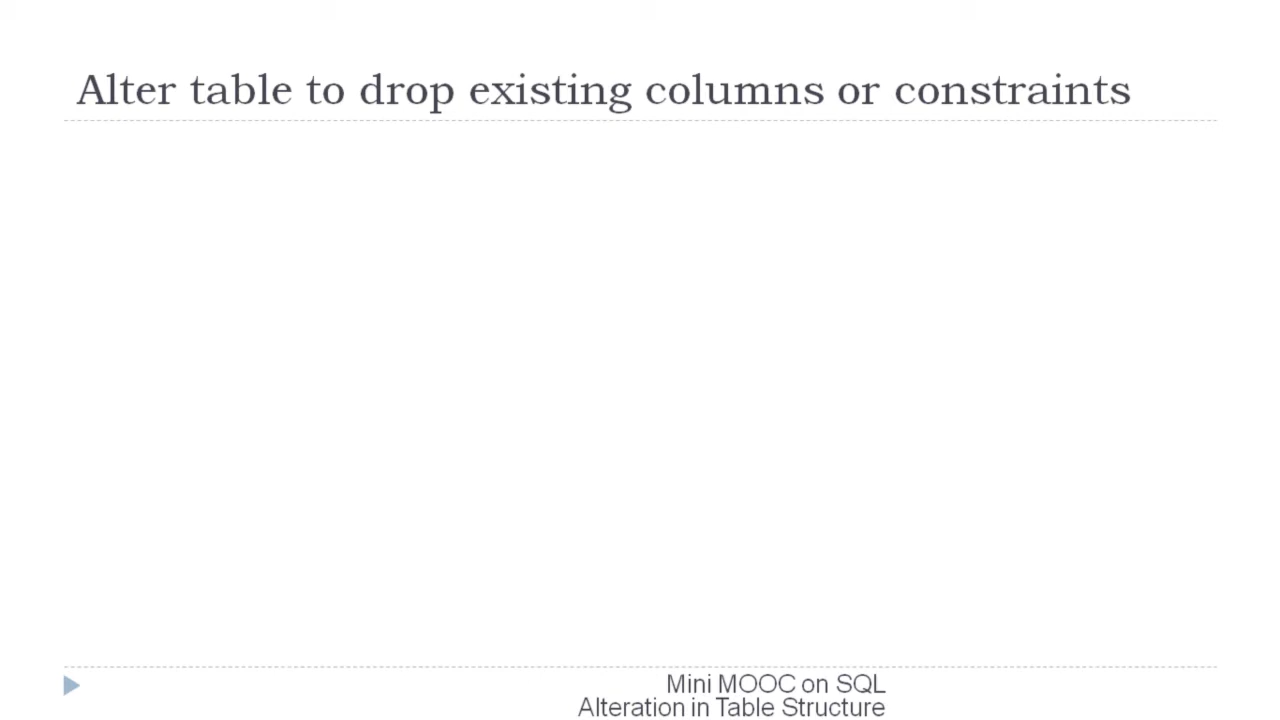 Alter table to drop existing columns or constraints
Mini MOOC on SQL
Alteration in Table Structure